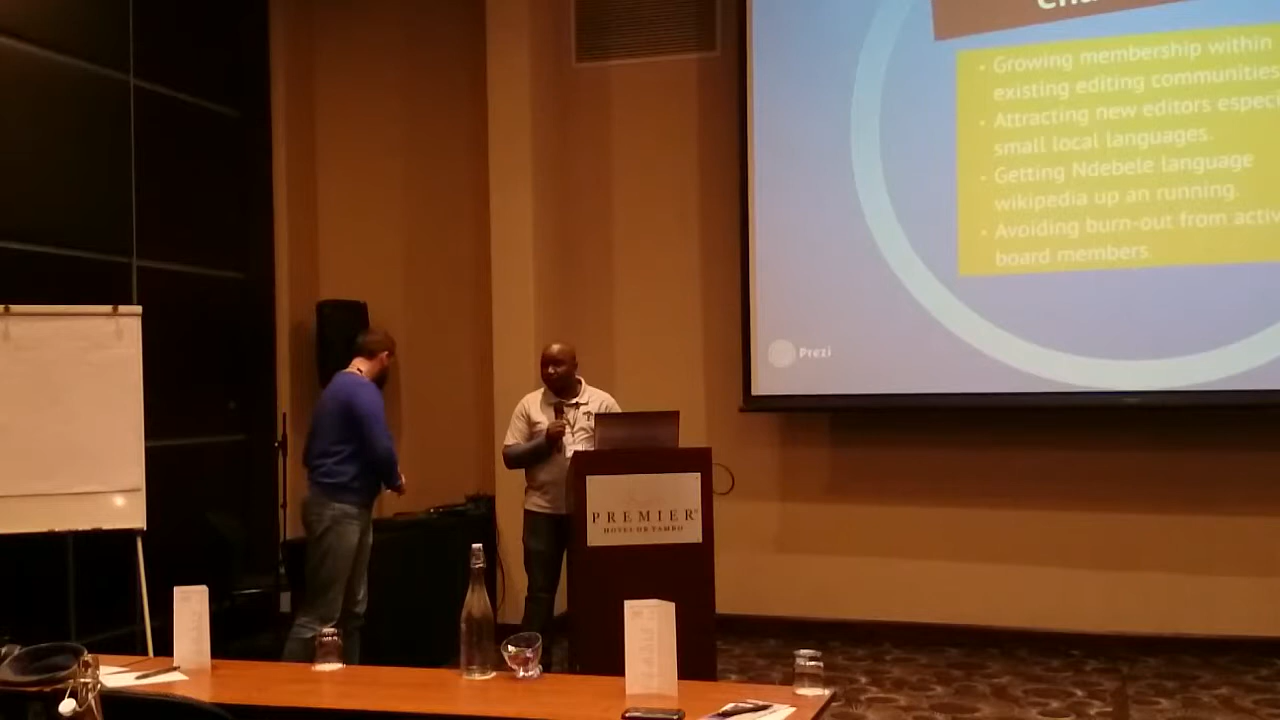 • Growing membership within
existing editing communities
• Attracting new editors especi
small local languages.
• Getting Ndebele language
wikipedia up an running.
• Avoiding burn-out from activ
board members.
Prezi
PREMIER
HOTEL OR TAMBO